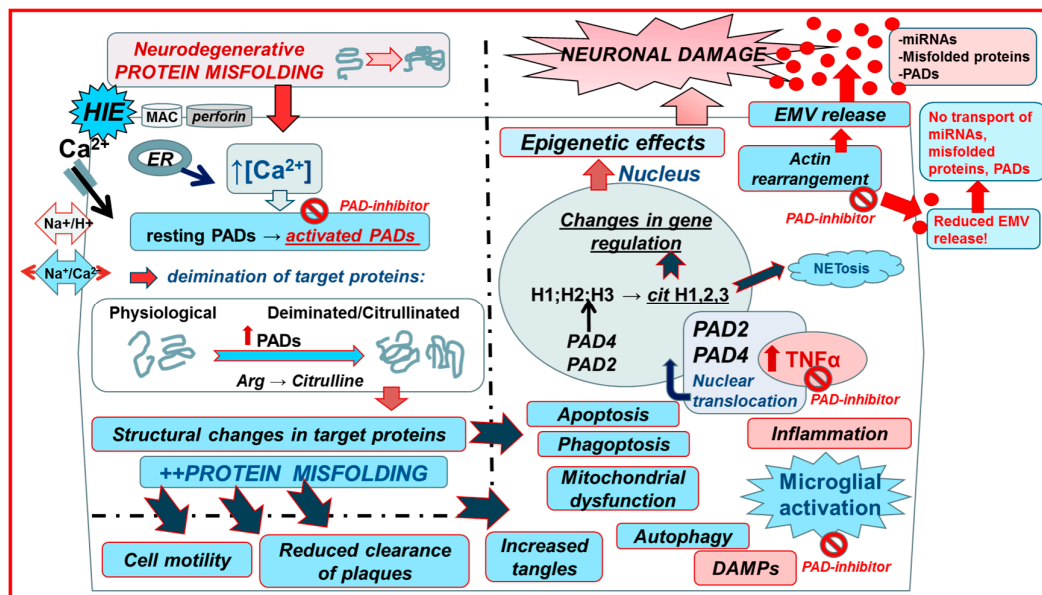 Neurodegenerative
PROTEIN MISFOLDING
HIE
MAC
perforin
Ca2+
ER
↑[Ca2+]
PAD-inhibitor
Na+/H+
resting PADs → activated PADs
Na+/Ca2+
deimination of target proteins:
Physiological
Deiminated/Citrullinated
PADs
Arg → Citrulline
Structural changes in target proteins
++PROTEIN MISFOLDING
Cell motility
Reduced clearance
of plaques
Increased
tangles
NEURONAL DAMAGE
-miRNAs
-Misfolded proteins
-PADs
EMV release
Epigenetic effects
Actin
rearrangement
PAD-inhibitor
No transport of
miRNAs,
misfolded
proteins, PADs
Reduced EMV
release!
Nucleus
Changes in gene
regulation
NETosis
H1;H2;H3 → cit H1,2,3
PAD4
PAD2
PAD2
PAD4
TNFα
Nuclear
translocation
PAD-inhibitor
Apoptosis
Phagoptosis
Inflammation
Mitochondrial
dysfunction
Microglial
activation
Autophagy
DAMPs
PAD-inhibitor